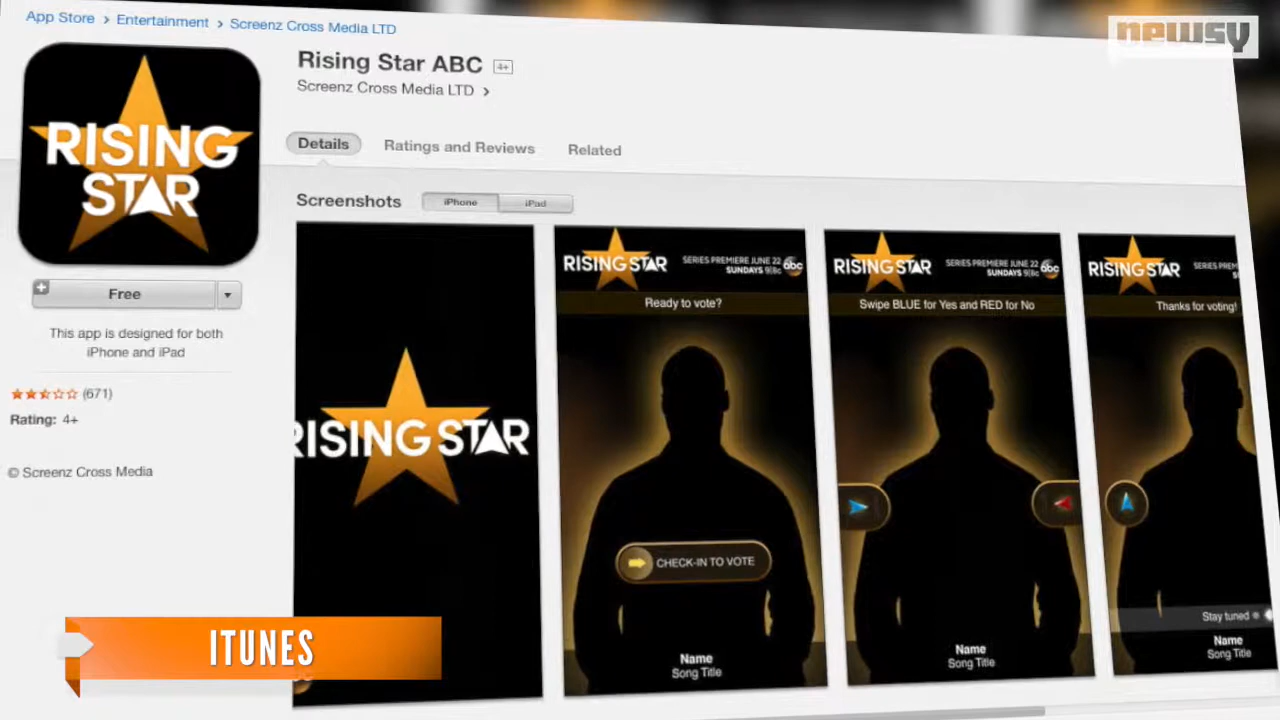 App Store > Entertainment > Screenz Cross Media LTD
newsy
Rising Star ABC 4+
Screenz Cross Media LTD >
RISING
STAR
Details Ratings and Reviews Related
Screenshots iPhone iPad
Free
This app is designed for both
iPhone and iPad
(671)
Rating: 4+
© Screenz Cross Media
RISING STAR
RISING STAR
SERIES PREMIERE JUNE 22
SUNDAYS 9|8c abc
Ready to vote?
CHECK-IN TO VOTE
Name
Song Title
RISING STAR
SERIES PREMIERE JUNE 22
SUNDAYS 9|8c abc
Swipe BLUE for Yes and RED for No
Name
Song Title
RISING STAR
SERIES PREM
Thanks for voting!
Stay tuned
Name
Song Title
ITUNES